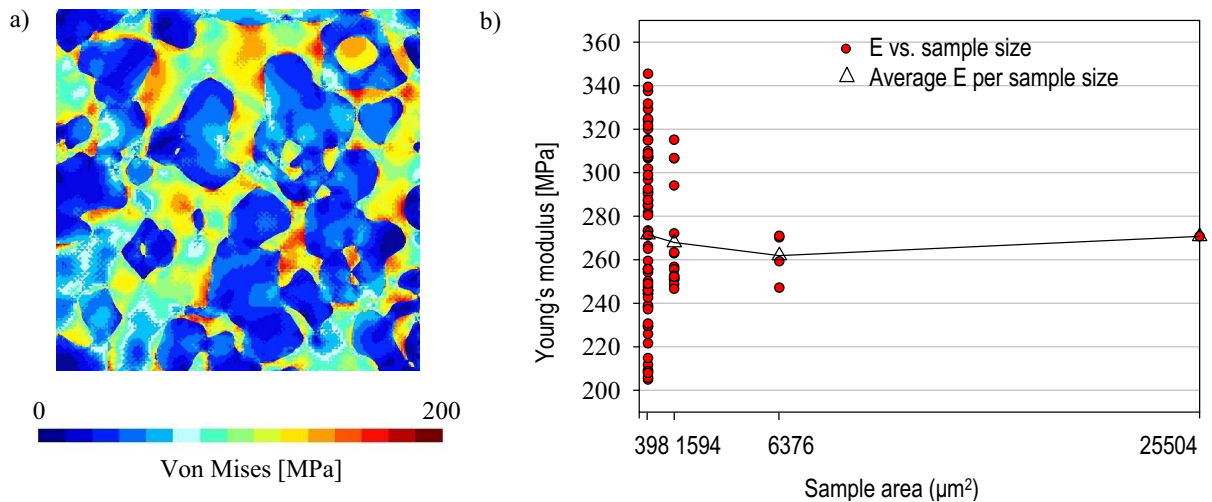 a)
0
200
Von Mises [MPa]
b)
E vs. sample size
Average E per sample size
Young's modulus [MPa]
360
340
320
300
280
260
240
220
200
398
1594
6376
25504
Sample area (µm²)